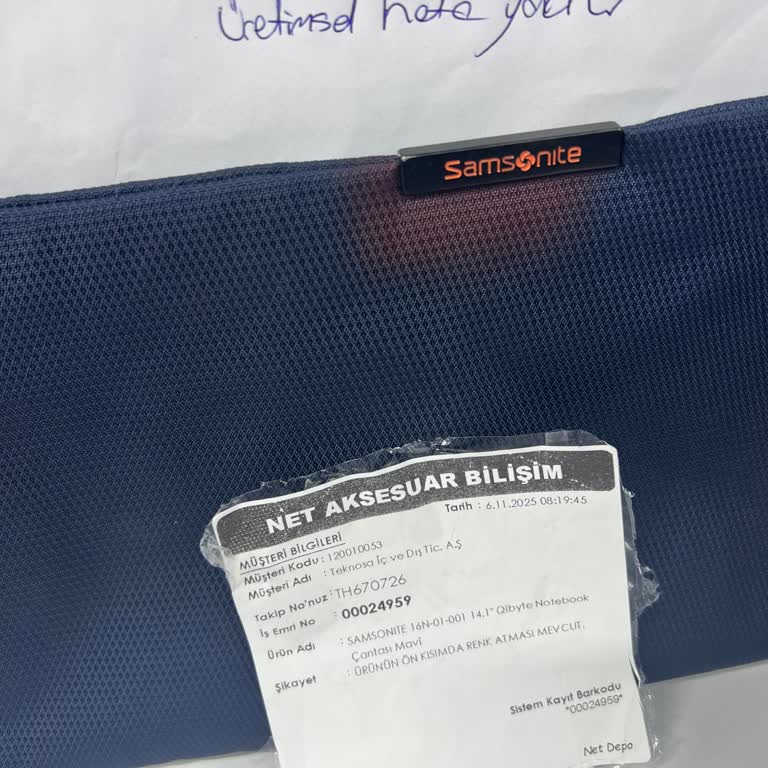 Üretimsel hata yoktur
Samsonite
NET AKSESUAR BİLİŞİM
Tarih : 6.11.2025 08:19:45
MÜŞTERİ BİLGİLERİ
Müşteri Kodu : 120010053
Müşteri Adı : Teknosa İç ve Dış Tic. A.Ş
Takip No'nuz : TH670726
İş Emri No : 00024959
Ürün Adı : SAMSONITE 16N-01-001 14.1" Qibyte Notebook
Çantası Mavi
Şikayet : ÜRÜNÜN ÖN KISIMDA RENK ATMASI MEVCUT.
Sistem Kayıt Barkodu
*00024959*
Net Depo